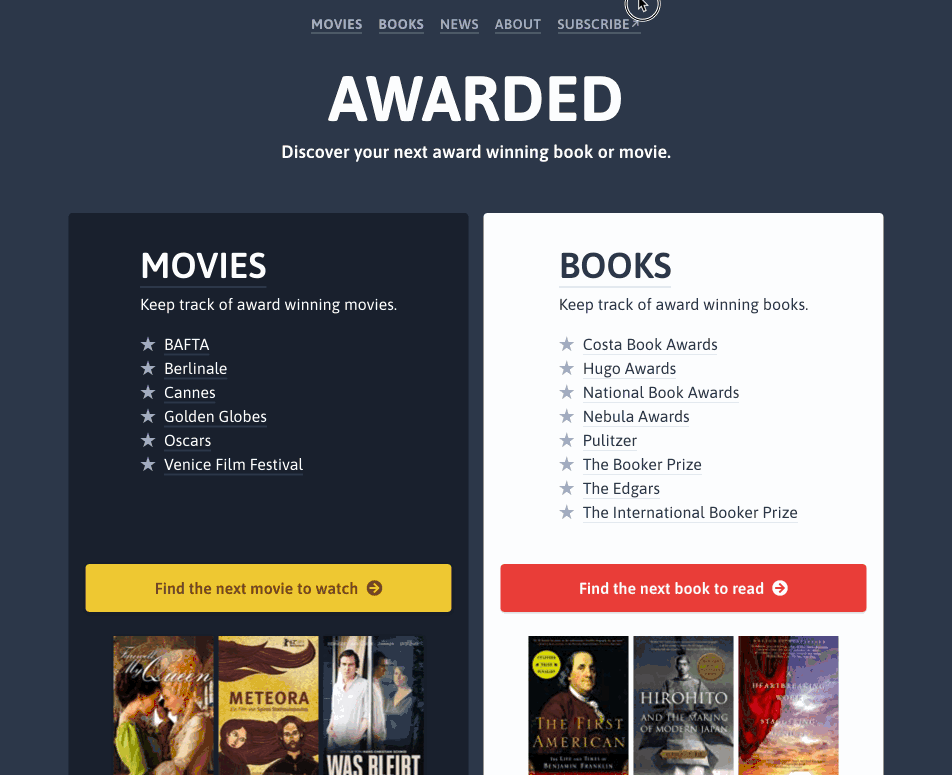 MOVIES BOOKS NEWS ABOUT SUBSCRIBE↗
AWARDED
Discover your next award winning book or movie.
MOVIES
Keep track of award winning movies.
★ BAFTA
★ Berlinale
★ Cannes
★ Golden Globes
★ Oscars
★ Venice Film Festival
Find the next movie to watch
Farewell My Queen
METEORA
WAS BLEIBT
BOOKS
Keep track of award winning books.
★ Costa Book Awards
★ Hugo Awards
★ National Book Awards
★ Nebula Awards
★ Pulitzer
★ The Booker Prize
★ The Edgars
★ The International Booker Prize
Find the next book to read
THE FIRST
AMERICAN
THE LIFE AND TIMES OF
BENJAMIN FRANKLIN
HIROHITO
AND THE MAKING
OF MODERN JAPAN
A
HEARTBREAKING
WORK
OF
STAGGERING